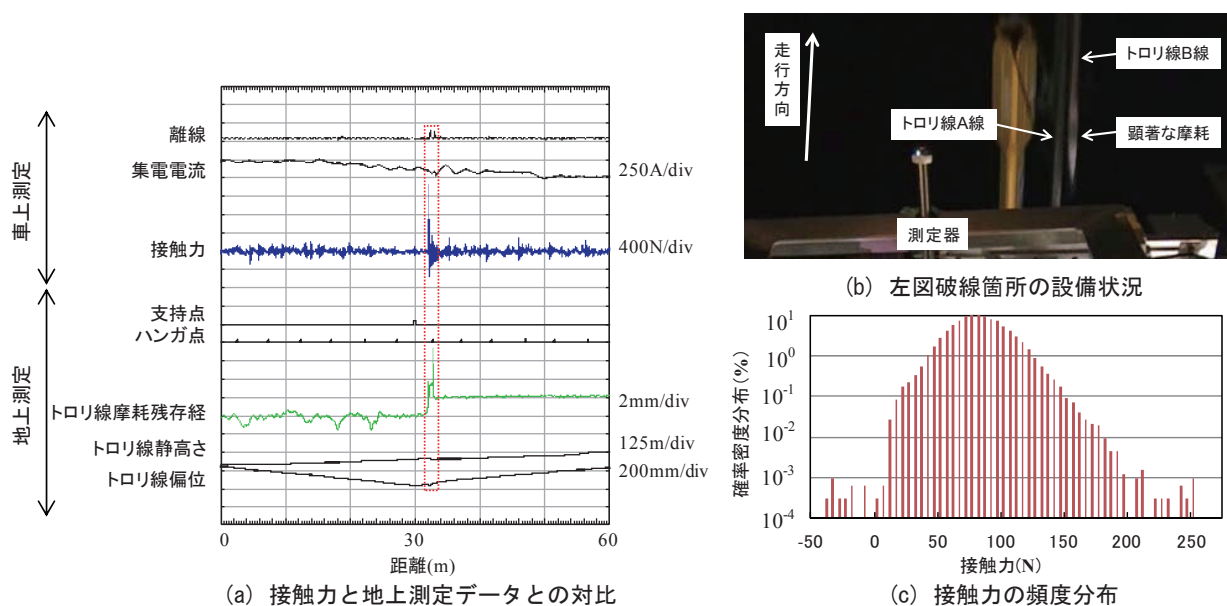 車上測定
地上測定
離線
集電電流
250A/div
接触力
400N/div
支持点
ハンガ点
トロリ線摩耗残存経
2mm/div
トロリ線静高さ
125m/div
トロリ線偏位
200mm/div
0
30
60
距離(m)
(a) 接触力と地上測定データとの対比
走行方向
トロリ線B線
トロリ線A線
顕著な摩耗
測定器
(b) 左図破線箇所の設備状況
確率密度分布(%)
10¹
10⁰
10⁻¹
10⁻²
10⁻³
10⁻⁴
-50 0 50 100 150 200 250
接触力(N)
(c) 接触力の頻度分布